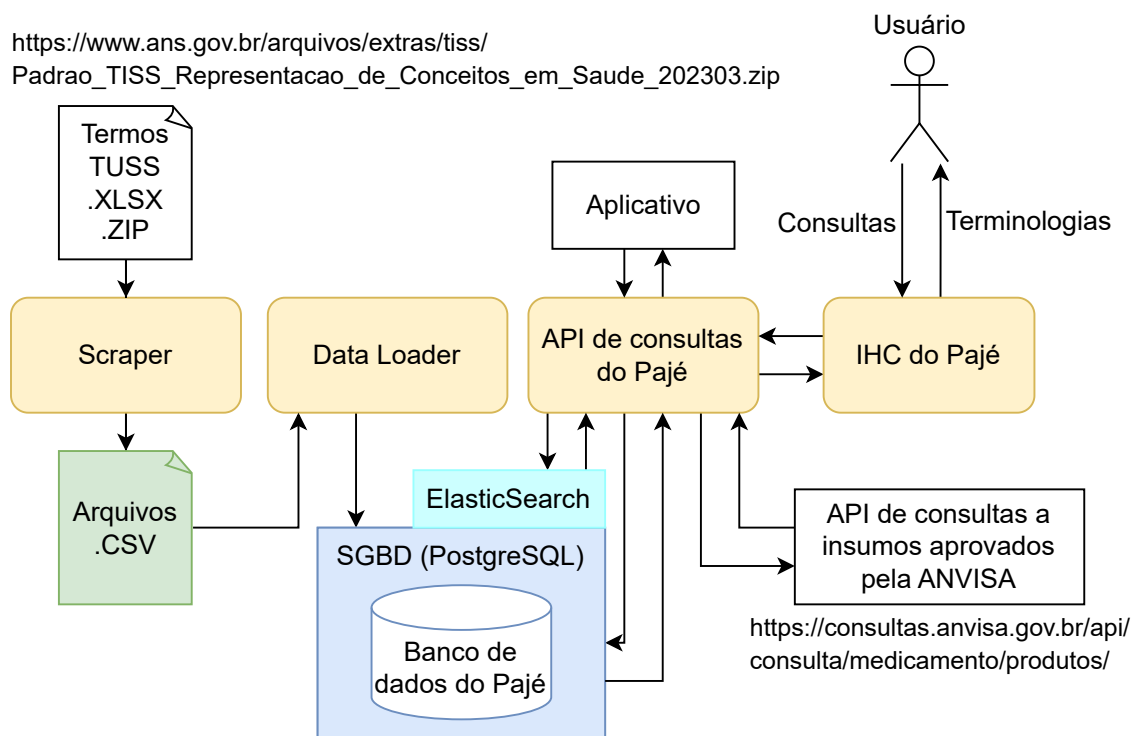 https://www.ans.gov.br/arquivos/extras/tiss/
Padrao_TISS_Representacao_de_Conceitos_em_Saude_202303.zip
Usuário
Termos
TUSS
.XLSX
.ZIP
Aplicativo
Consultas
Terminologias
Scraper
Data Loader
API de consultas
do Pajé
IHC do Pajé
Arquivos
.CSV
ElasticSearch
SGBD (PostgreSQL)
Banco de
dados do Pajé
API de consultas a
insumos aprovados
pela ANVISA
https://consultas.anvisa.gov.br/api/
consulta/medicamento/produtos/